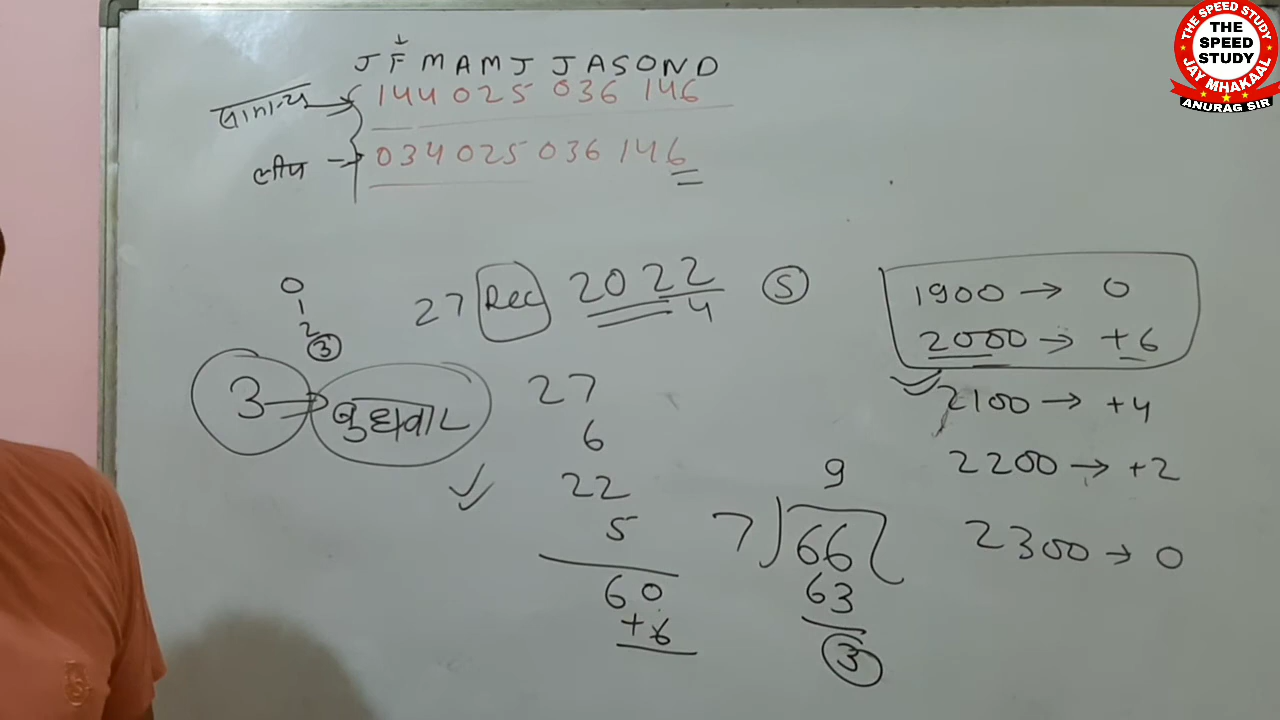 J F M A M J J A S O N D
सामान्य → 144 025 036 146
लीप → 034 025 036 146
27 Dec 2022
4
5
0
1
2
3
3 → बुधवार
27
6
22
5
60
+6
9
7 ) 66 (
63
3
1900 → 0
2000 → +6
2100 → +4
2200 → +2
2300 → 0
THE SPEED STUDY
THE
SPEED
STUDY
JAY MHAKAAL
ANURAG SIR